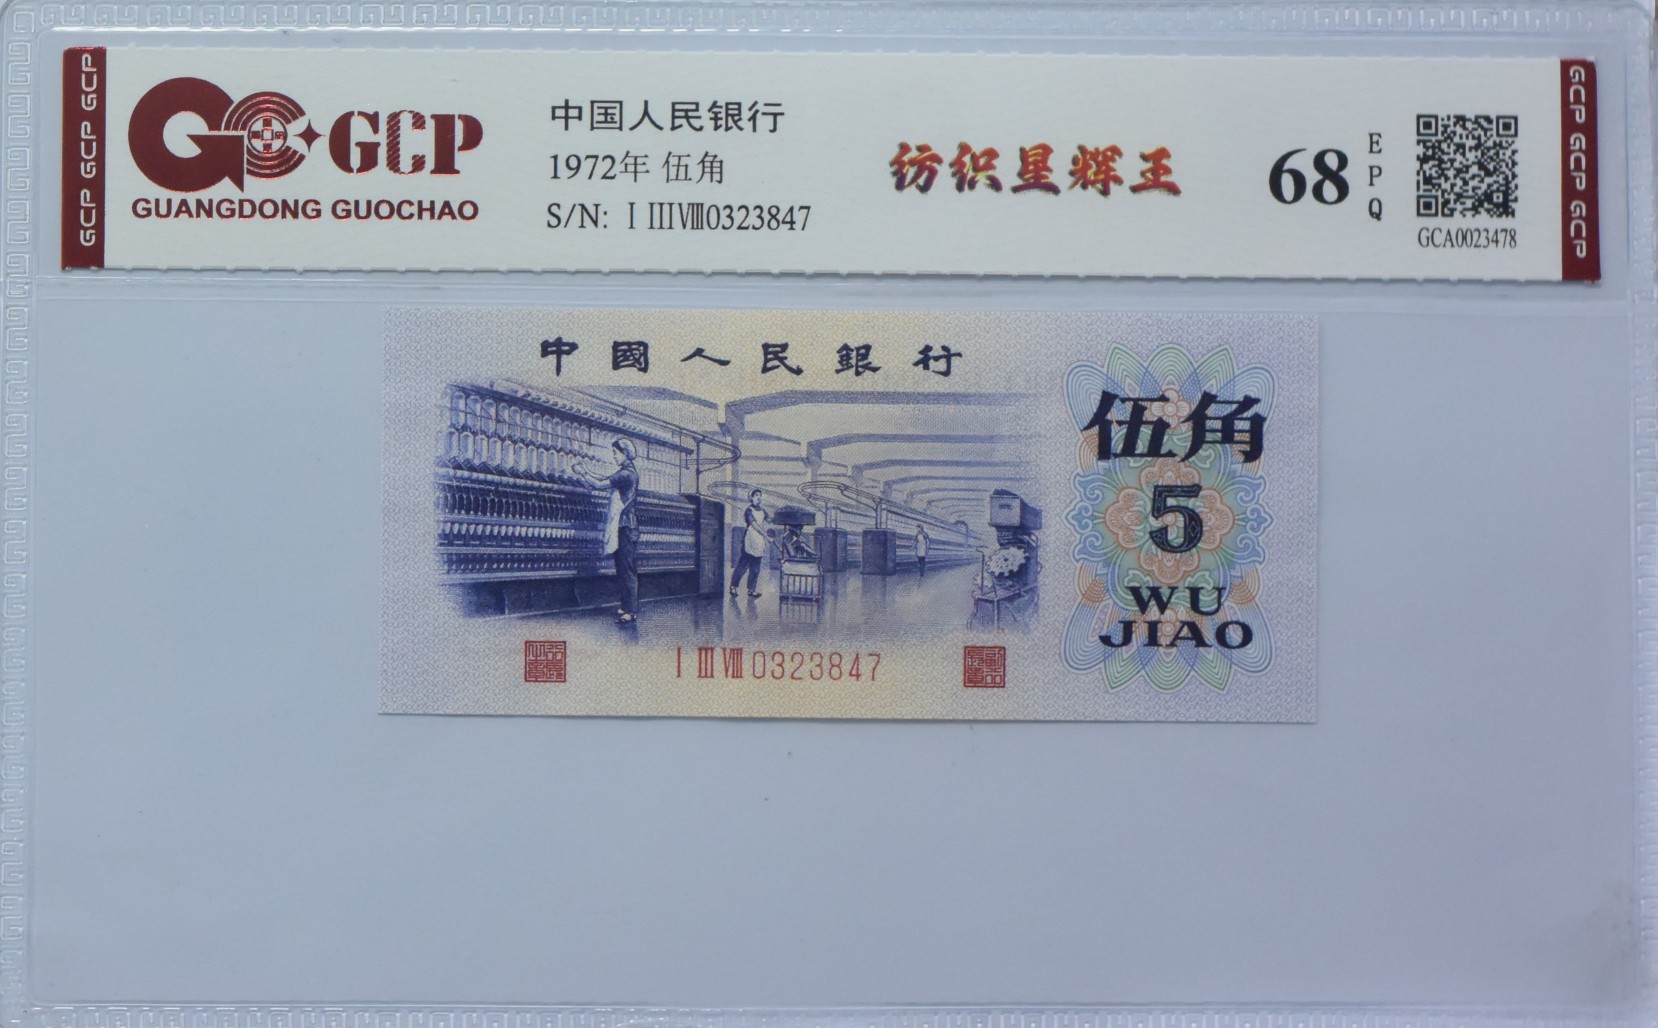 GCP GCP GCP
GCP
GUANGDONG GUOCHAO
中国人民银行
1972年 伍角
S/N: Ⅰ Ⅲ Ⅷ 0323847
纺织星辉王
68
EPQ
GCA0023478
GCP GCP GCP
中國人民銀行
伍角
5
WU
JIAO
Ⅰ Ⅲ Ⅷ 0323847